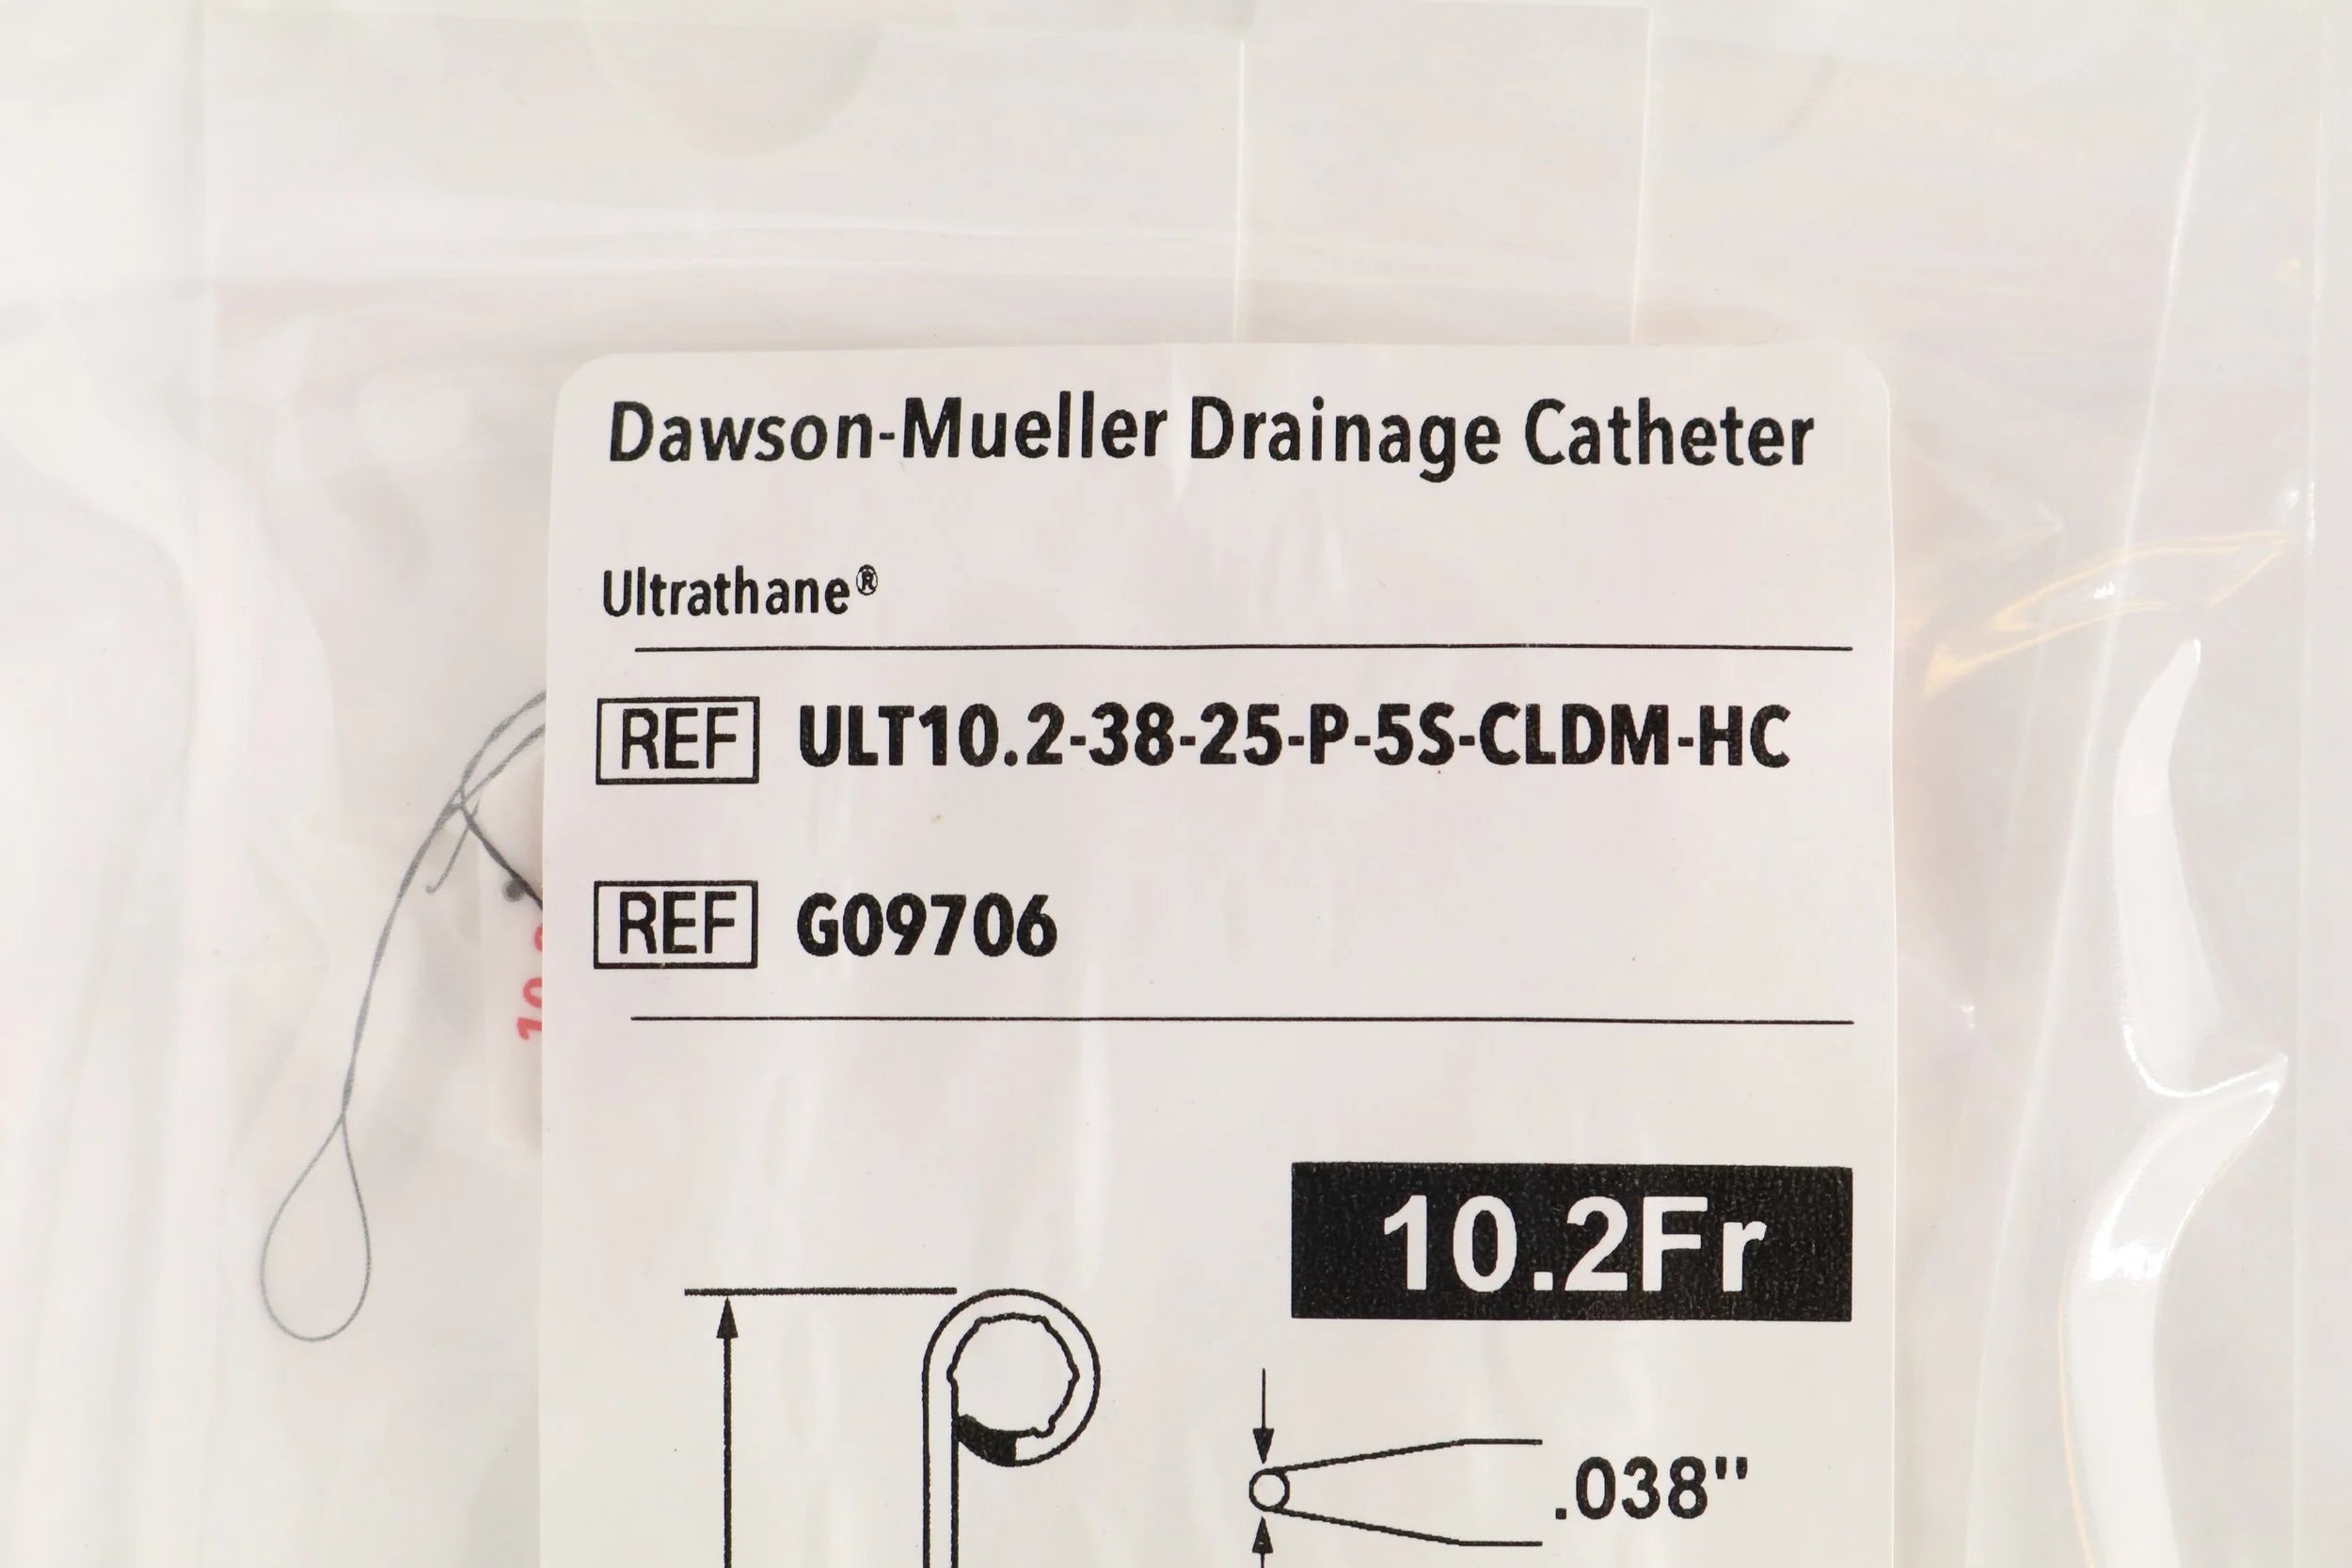 Dawson-Mueller Drainage Catheter
Ultrathane®
REF ULT10.2-38-25-P-5S-CLDM-HC
REF G09706
10.2Fr
.038"